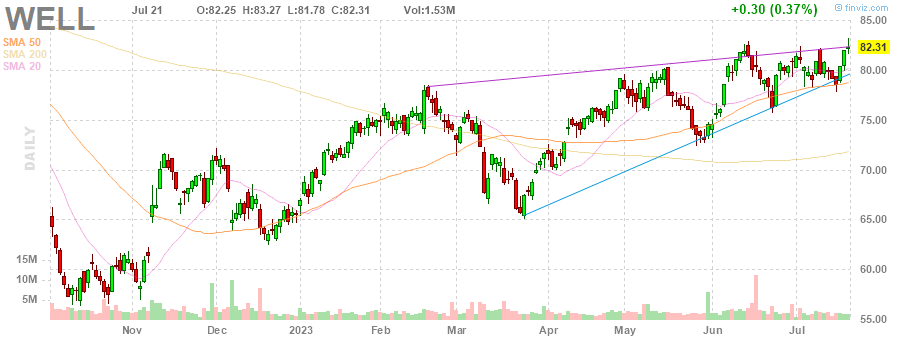 WELL
Jul 21
O:82.25 H:83.27 L:81.78 C:82.31
Vol:1.53M
+0.30 (0.37%)
© finviz.com
SMA 50
SMA 200
SMA 20
DAILY
85.00
82.31
80.00
75.00
70.00
65.00
60.00
55.00
15M
10M
5M
Nov
Dec
2023
Feb
Mar
Apr
May
Jun
Jul